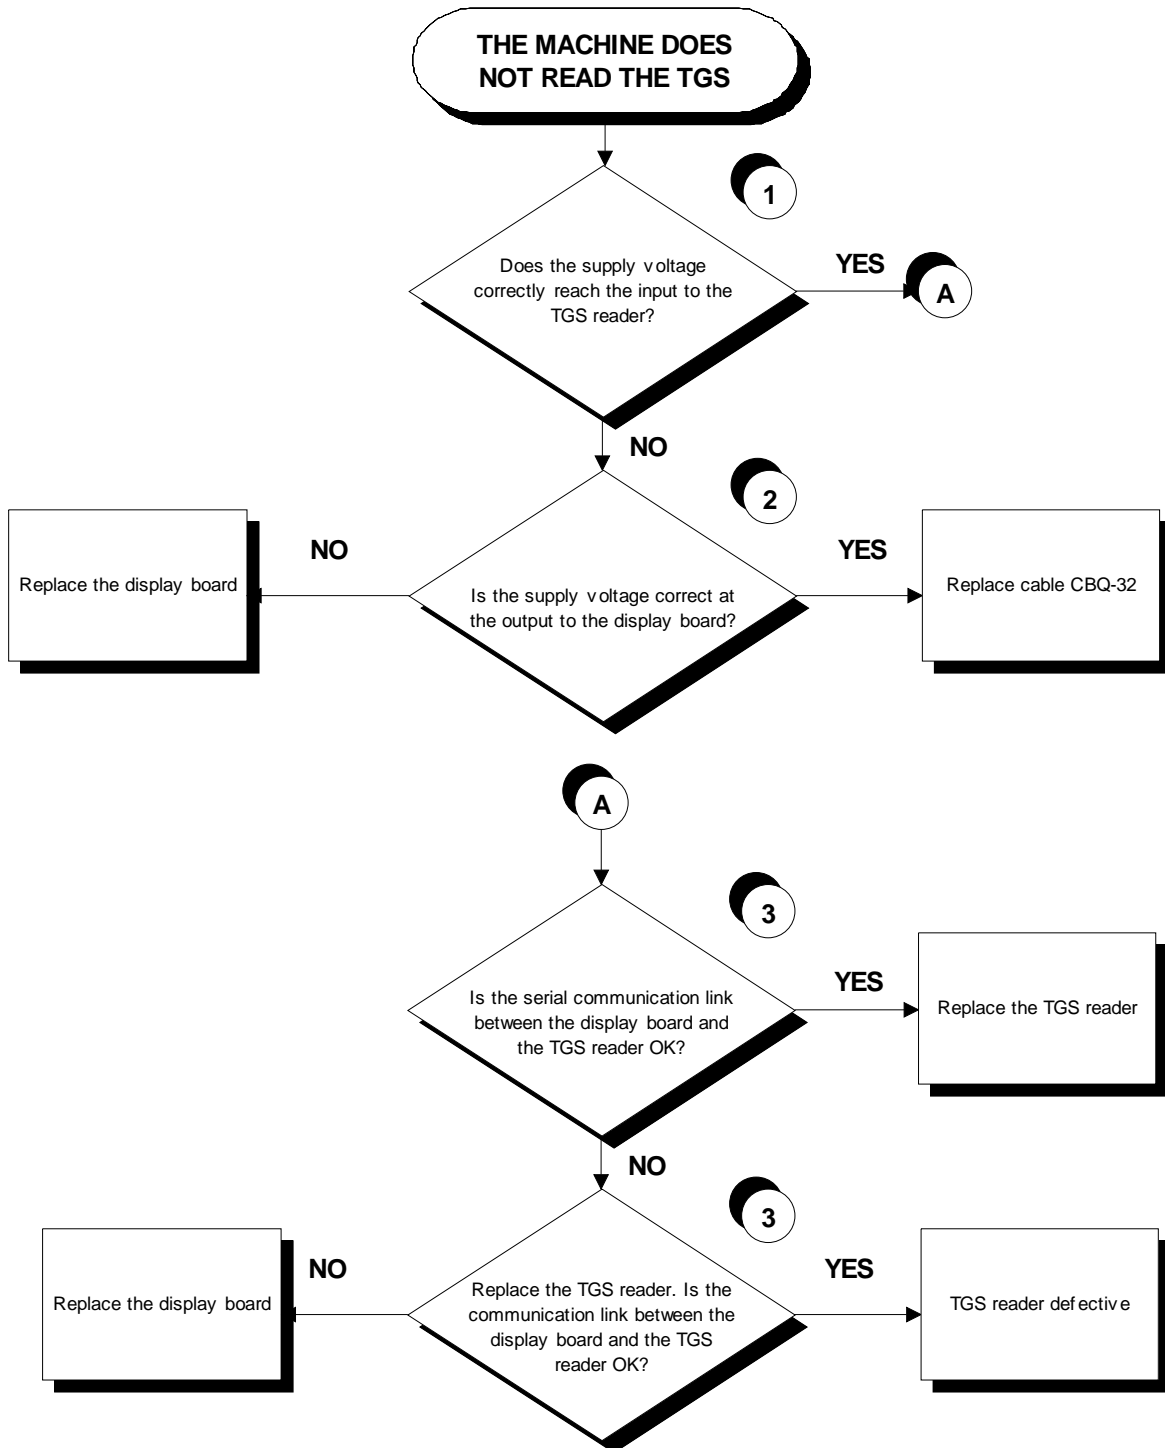 THE MACHINE DOES
NOT READ THE TGS
1
Does the supply voltage
correctly reach the input to the
TGS reader?
YES
A
NO
2
Replace the display board
NO
Is the supply voltage correct at
the output to the display board?
YES
Replace cable CBQ-32
A
3
Is the serial communication link
between the display board and
the TGS reader OK?
YES
Replace the TGS reader
NO
3
Replace the display board
NO
Replace the TGS reader. Is the
communication link between the
display board and the TGS
reader OK?
YES
TGS reader defective